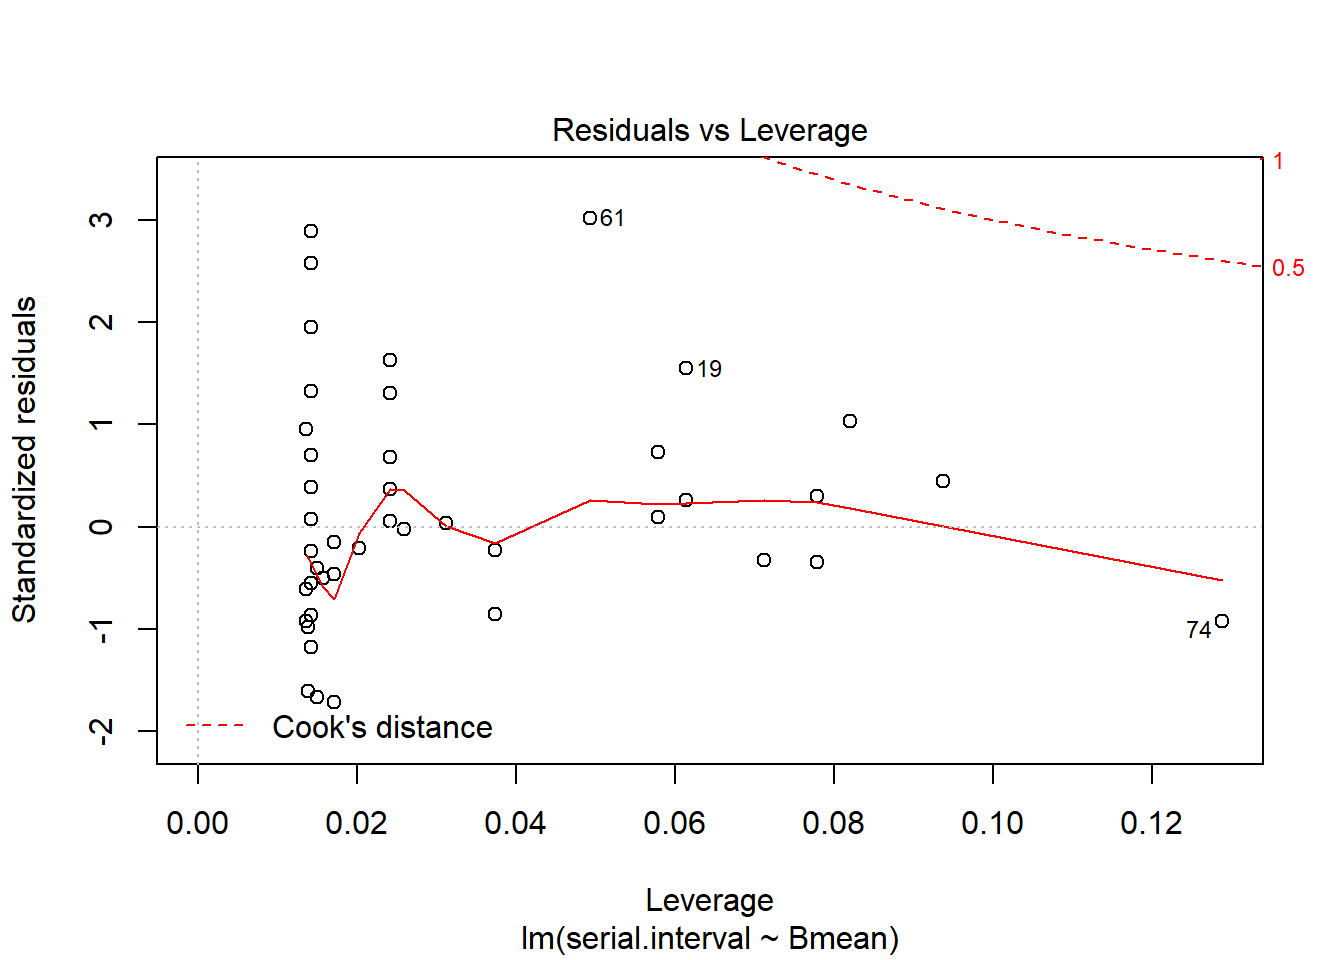 Residuals vs Leverage
1
0.5
3
2
1
0
-1
-2
Standardized residuals
61
19
74
Cook's distance
0.00 0.02 0.04 0.06 0.08 0.10 0.12
Leverage
lm(serial.interval ~ Bmean)